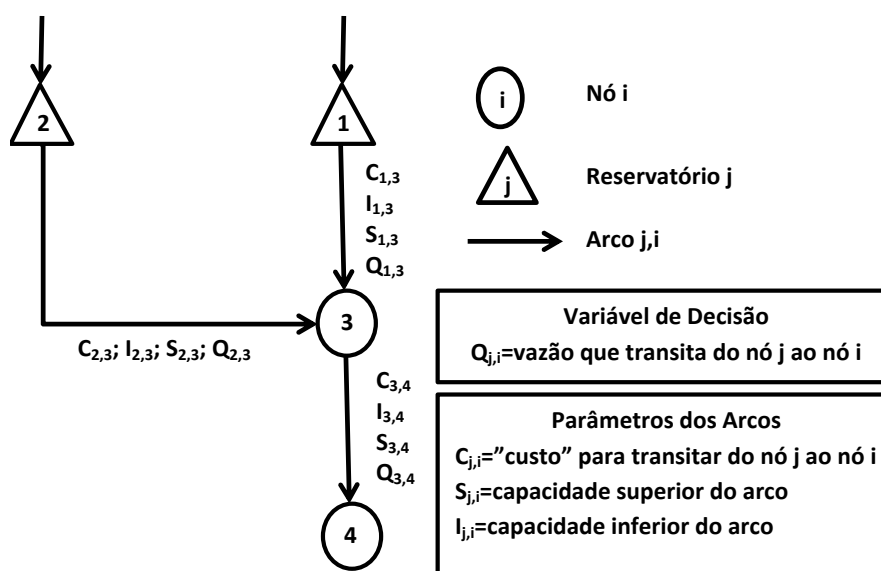 2
1
C1,3
I1,3
S1,3
Q1,3
3
C2,3; I2,3; S2,3; Q2,3
C3,4
I3,4
S3,4
Q3,4
4
i
Nó i
j
Reservatório j
Arco j,i
Variável de Decisão
Qj,i=vazão que transita do nó j ao nó i
Parâmetros dos Arcos
Cj,i=”custo” para transitar do nó j ao nó i
Sj,i=capacidade superior do arco
Ij,i=capacidade inferior do arco